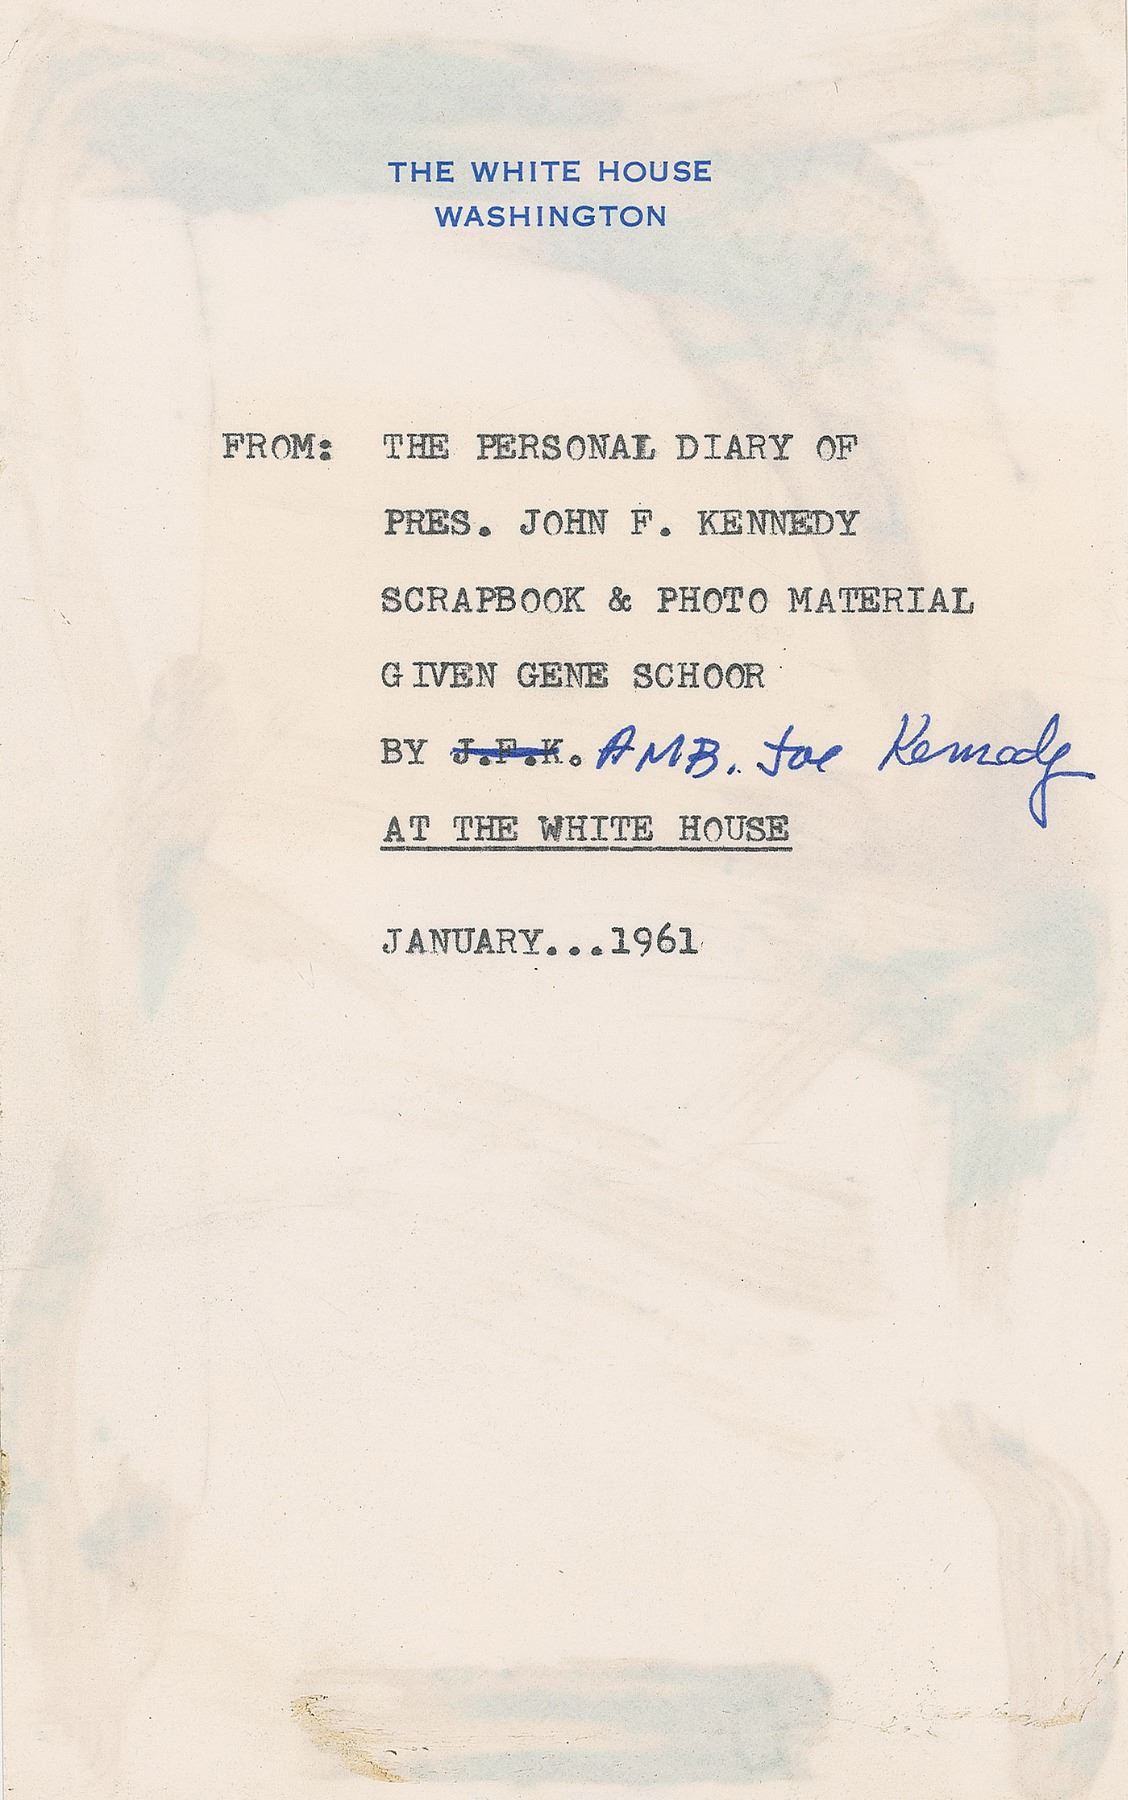 THE WHITE HOUSE
WASHINGTON
FROM: THE PERSONAL DIARY OF
PRES. JOHN F. KENNEDY
SCRAPBOOK & PHOTO MATERIAL
GIVEN GENE SCHOOR
BY J.F.K. AMB. Joe Kennedy
AT THE WHITE HOUSE
JANUARY...1961